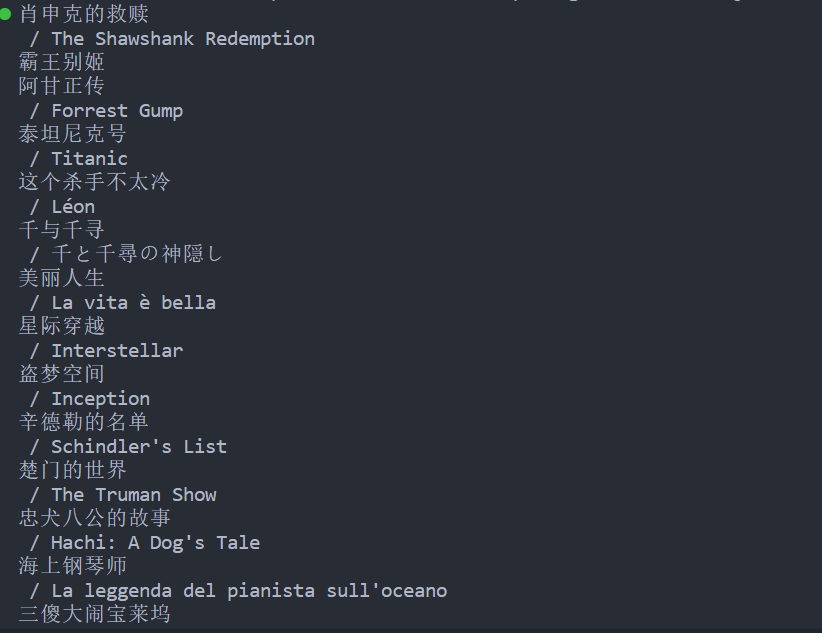 肖申克的救赎
/ The Shawshank Redemption
霸王别姬
阿甘正传
/ Forrest Gump
泰坦尼克号
/ Titanic
这个杀手不太冷
/ Léon
千与千寻
/ 千と千尋の神隠し
美丽人生
/ La vita è bella
星际穿越
/ Interstellar
盗梦空间
/ Inception
辛德勒的名单
/ Schindler's List
楚门的世界
/ The Truman Show
忠犬八公的故事
/ Hachi: A Dog's Tale
海上钢琴师
/ La leggenda del pianista sull'oceano
三傻大闹宝莱坞